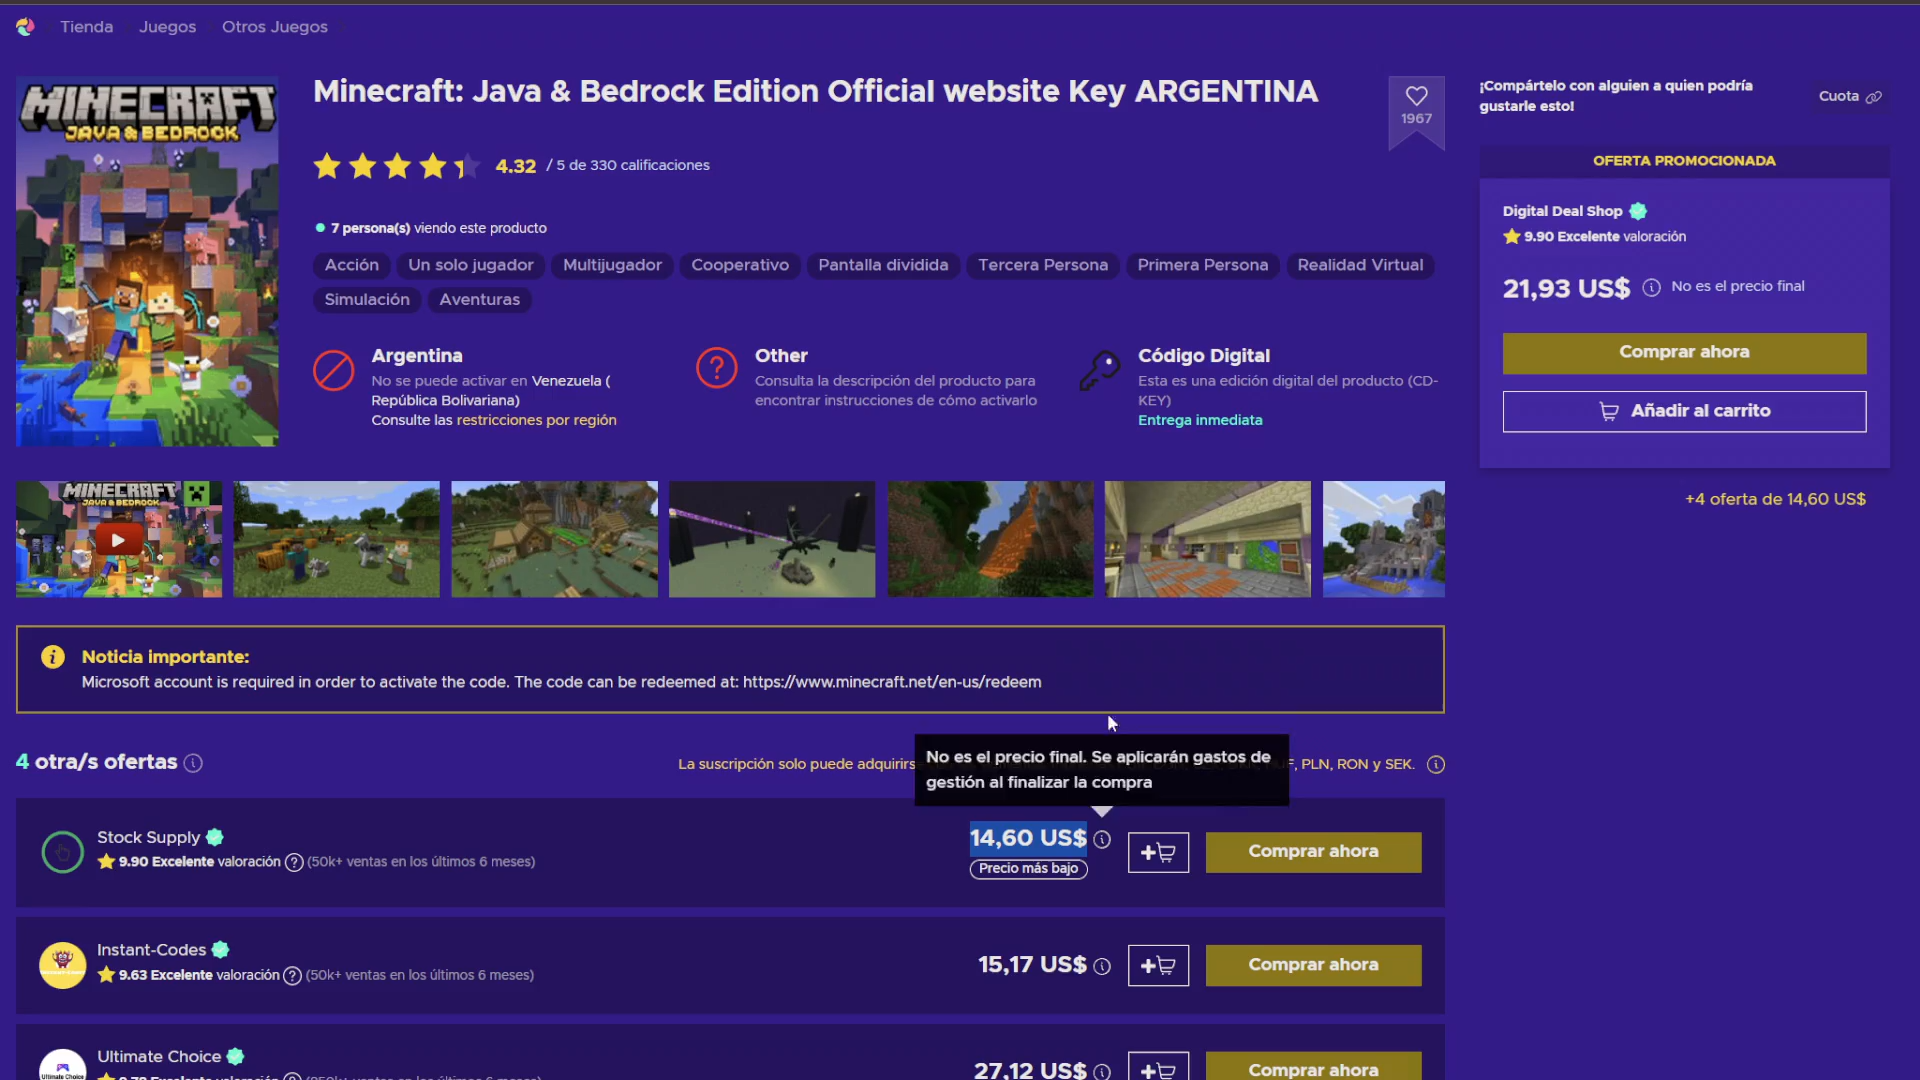 Tienda Juegos Otros Juegos
MINECRAFT
JAVA & BEDROCK
Minecraft: Java & Bedrock Edition Official website Key ARGENTINA
1967
4.32 / 5 de 330 calificaciones
7 persona(s) viendo este producto
Acción Un solo jugador Multijugador Cooperativo Pantalla dividida Tercera Persona Primera Persona Realidad Virtual
Simulación Aventuras
Argentina
No se puede activar en Venezuela (
República Bolivariana)
Consulte las restricciones por región
Other
Consulta la descripción del producto para
encontrar instrucciones de cómo activarlo
Código Digital
Esta es una edición digital del producto (CD-
KEY)
Entrega inmediata
¡Compártelo con alguien a quien podría
gustarle esto!
Cuota
OFERTA PROMOCIONADA
Digital Deal Shop
9.90 Excelente valoración
21,93 US$ No es el precio final
Comprar ahora
Añadir al carrito
+4 oferta de 14,60 US$
MINECRAFT
JAVA & BEDROCK
Noticia importante:
Microsoft account is required in order to activate the code. The code can be redeemed at: https://www.minecraft.net/en-us/redeem
4 otra/s ofertas
La suscripción solo puede adquirirs
F, PLN, RON y SEK.
No es el precio final. Se aplicarán gastos de
gestión al finalizar la compra
Stock Supply
9.90 Excelente valoración (50k+ ventas en los últimos 6 meses)
14,60 US$
Precio más bajo
Comprar ahora
Instant-Codes
9.63 Excelente valoración (50k+ ventas en los últimos 6 meses)
15,17 US$
Comprar ahora
Ultimate Choice
Ultimate Choice
27,12 US$
Comprar ahora